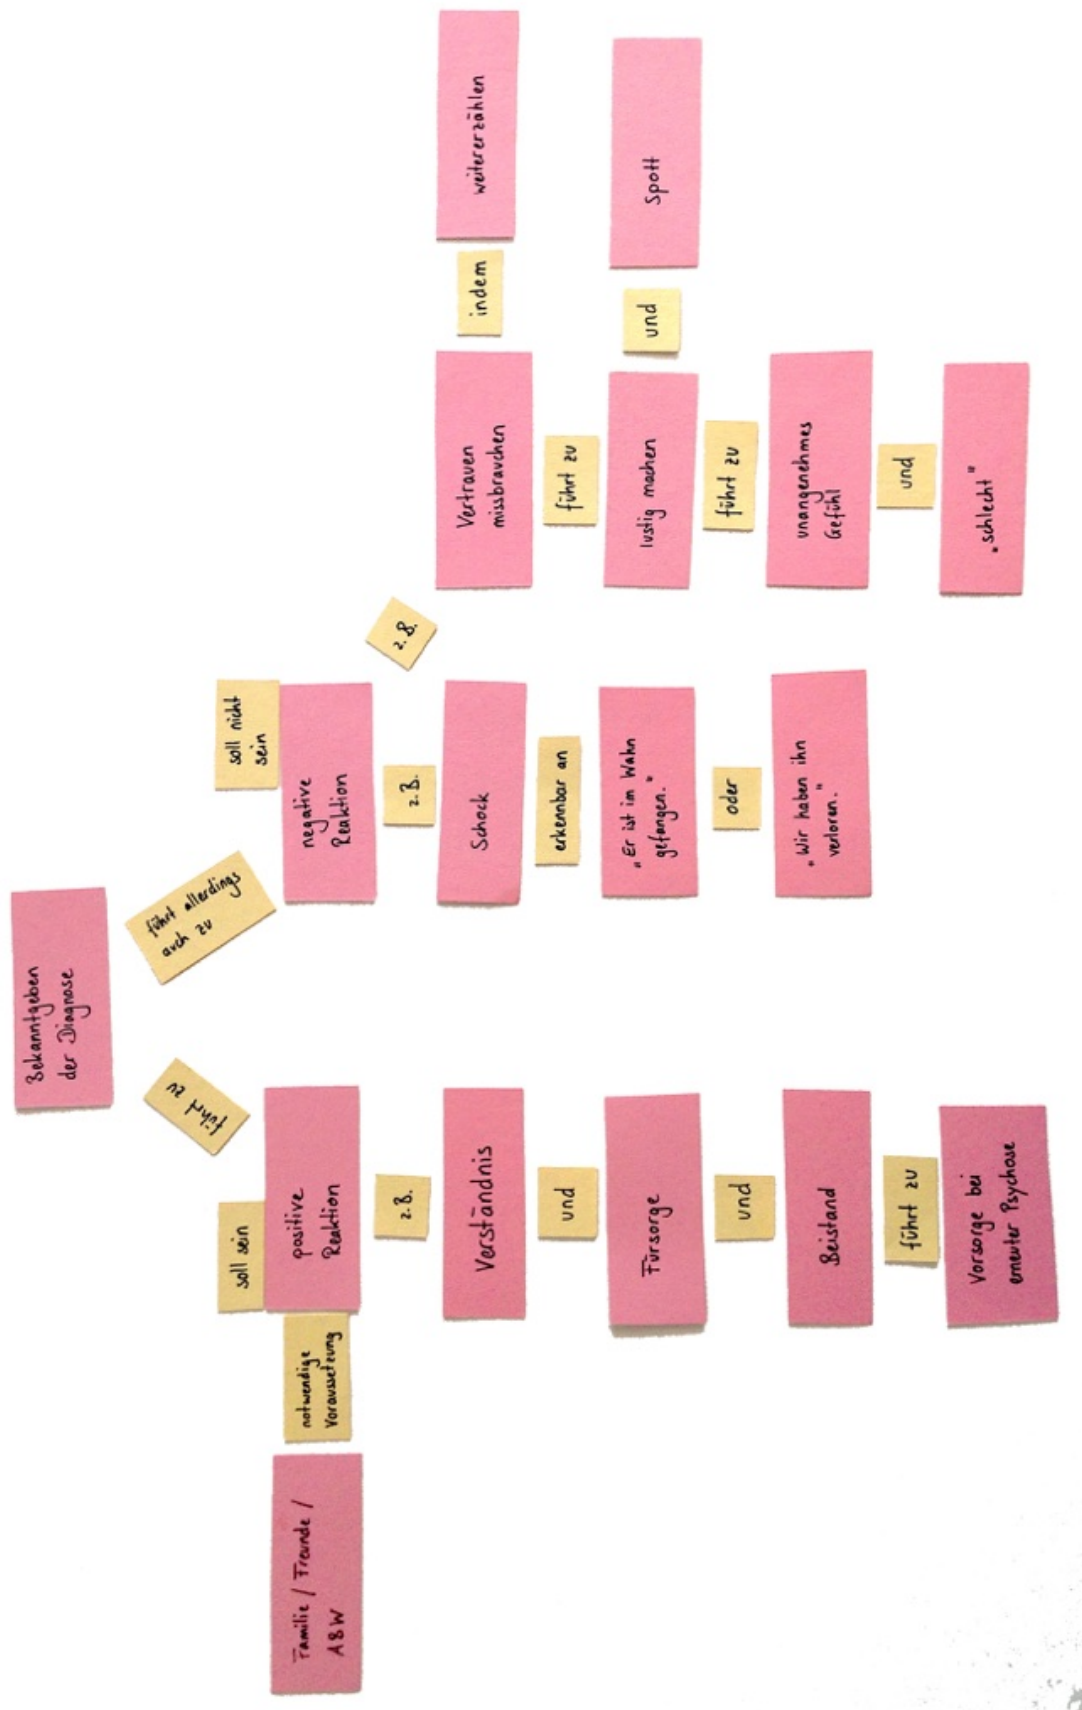 Bekanntgeben
der Diagnose
führt zu
führt allerdings
auch zu
soll sein
positive
Reaktion
notwendige
Voraussetzung
Familie / Freunde /
ABW
z.B.
Verständnis
und
Fürsorge
und
Beistand
führt zu
Vorsorge bei
erneuter Psychose
soll nicht
sein
negative
Reaktion
z.B.
Schock
erkennbar an
„Er ist im Wahn
gefangen.“
oder
„Wir haben ihn
verloren.“
z.B.
Vertrauen
missbrauchen
indem
weitererzählen
führt zu
lustig machen
und
Spott
führt zu
unangenehmes
Gefühl
und
„schlecht“